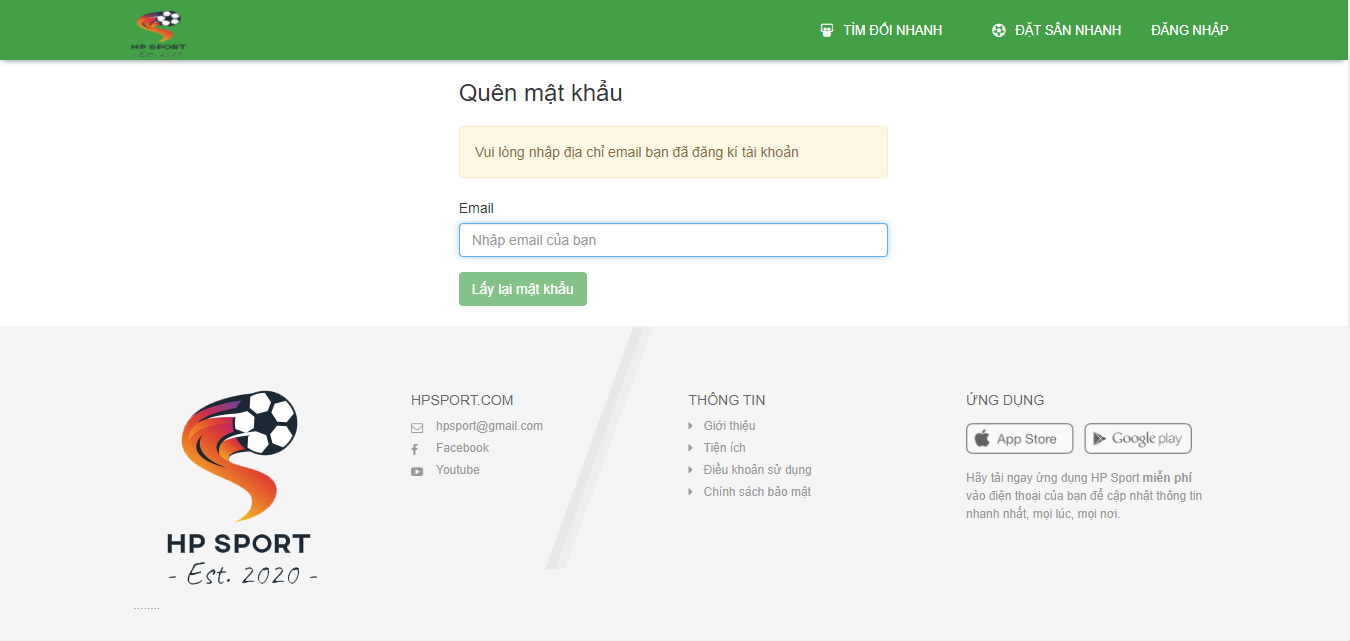 HP SPORT
- Est. 2020 -
TÌM ĐỐI NHANH
ĐẶT SÂN NHANH
ĐĂNG NHẬP
Quên mật khẩu
Vui lòng nhập địa chỉ email bạn đã đăng kí tài khoản
Email
Nhập email của bạn
Lấy lại mật khẩu
HP SPORT
- Est. 2020 -
........
HPSPORT.COM
hpsport@gmail.com
Facebook
Youtube
THÔNG TIN
Giới thiệu
Tiện ích
Điều khoản sử dụng
Chính sách bảo mật
ỨNG DỤNG
App Store
Google play
Hãy tải ngay ứng dụng HP Sport miễn phí
vào điện thoại của bạn để cập nhật thông tin
nhanh nhất, mọi lúc, mọi nơi.